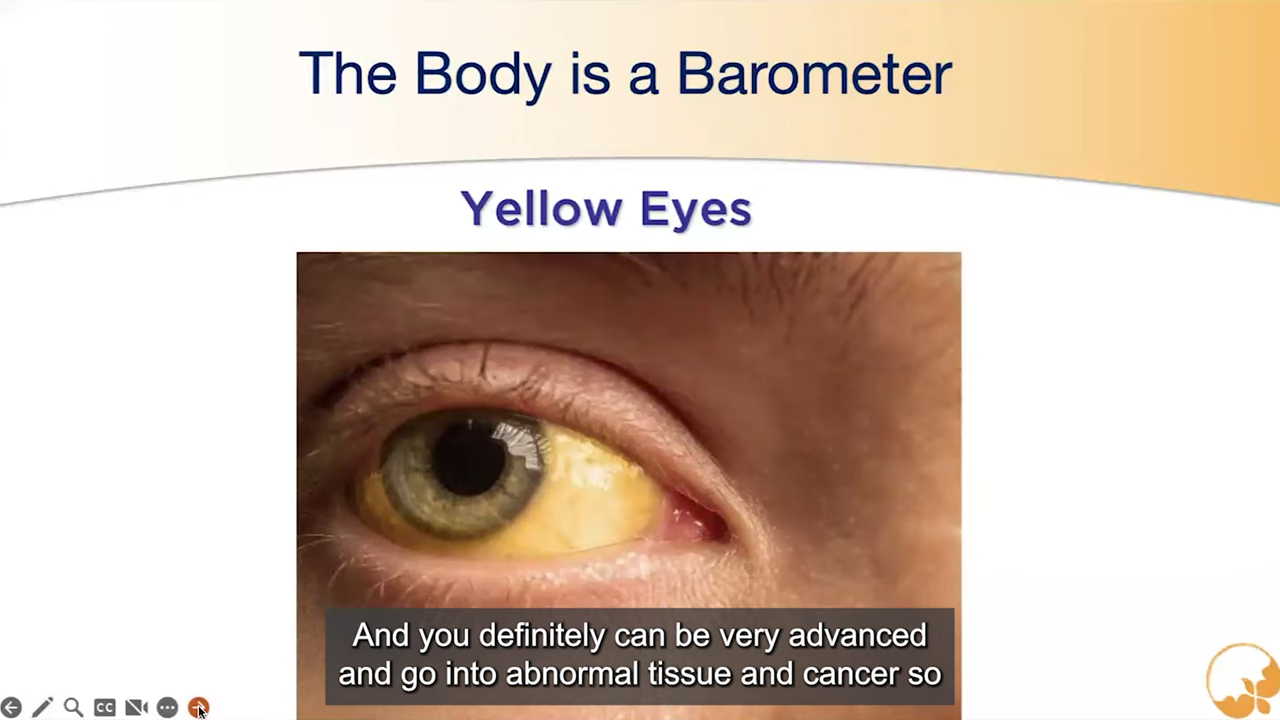 The Body is a Barometer
Yellow Eyes
And you definitely can be very advanced
and go into abnormal tissue and cancer so
CC